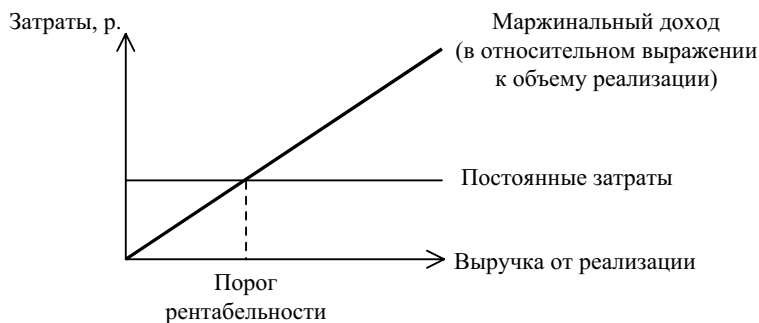 Затраты, р.
Маржинальный доход
(в относительном выражении
к объему реализации)
Постоянные затраты
Выручка от реализации
Порог
рентабельности